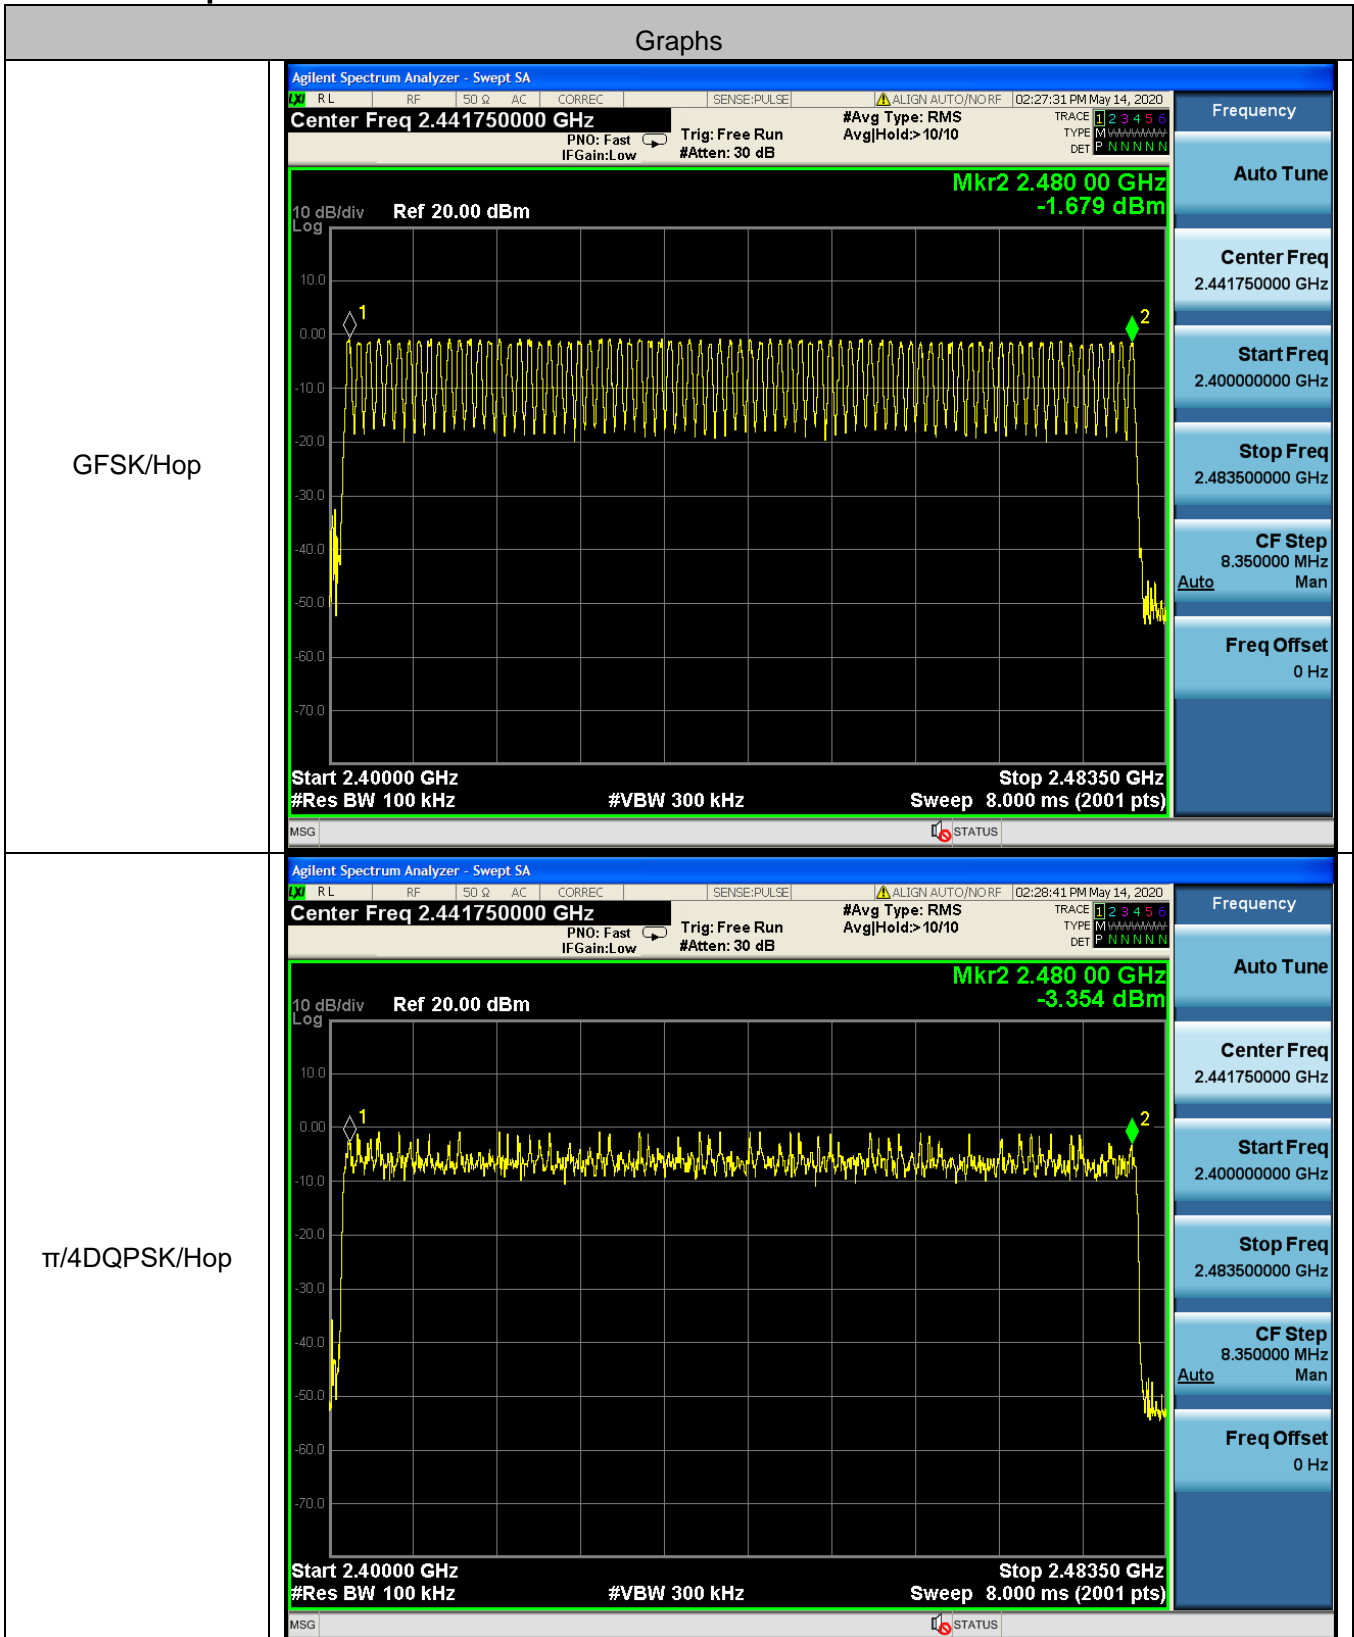 Graphs
GFSK/Hop
Agilent Spectrum Analyzer - Swept SA
LXI RL RF 50 Ω AC CORREC SENSE:PULSE ALIGN AUTO/NO RF 02:27:31 PM May 14, 2020
Center Freq 2.441750000 GHz
PNO: Fast
IFGain:Low
Trig: Free Run
#Atten: 30 dB
#Avg Type: RMS
Avg|Hold:>10/10
TRACE 1 2 3 4 5 6
TYPE M WWWWW
DET P N N N N N
Mkr2 2.480 00 GHz
-1.679 dBm
10 dB/div Ref 20.00 dBm
Log
10.0
1
2
0.00
-10.0
-20.0
-30.0
-40.0
-50.0
-60.0
-70.0
Start 2.40000 GHz Stop 2.48350 GHz
#Res BW 100 kHz #VBW 300 kHz Sweep 8.000 ms (2001 pts)
MSG STATUS
Frequency
Auto Tune
Center Freq
2.441750000 GHz
Start Freq
2.400000000 GHz
Stop Freq
2.483500000 GHz
CF Step
8.350000 MHz
Auto Man
Freq Offset
0 Hz
π/4DQPSK/Hop
Agilent Spectrum Analyzer - Swept SA
LXI RL RF 50 Ω AC CORREC SENSE:PULSE ALIGN AUTO/NO RF 02:28:41 PM May 14, 2020
Center Freq 2.441750000 GHz
PNO: Fast
IFGain:Low
Trig: Free Run
#Atten: 30 dB
#Avg Type: RMS
Avg|Hold:>10/10
TRACE 1 2 3 4 5 6
TYPE M WWWWW
DET P N N N N N
Mkr2 2.480 00 GHz
-3.354 dBm
10 dB/div Ref 20.00 dBm
Log
10.0
1
2
0.00
-10.0
-20.0
-30.0
-40.0
-50.0
-60.0
-70.0
Start 2.40000 GHz Stop 2.48350 GHz
#Res BW 100 kHz #VBW 300 kHz Sweep 8.000 ms (2001 pts)
MSG STATUS
Frequency
Auto Tune
Center Freq
2.441750000 GHz
Start Freq
2.400000000 GHz
Stop Freq
2.483500000 GHz
CF Step
8.350000 MHz
Auto Man
Freq Offset
0 Hz